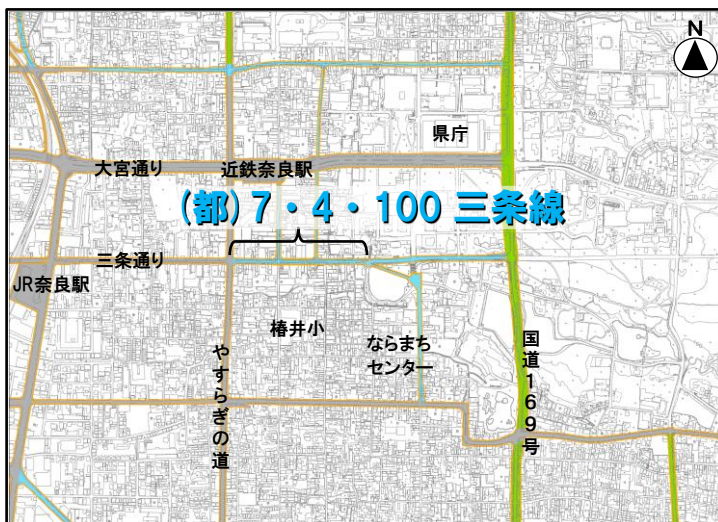 N
県庁
大宮通り
近鉄奈良駅
(都)7・4・100 三条線
三条通り
JR奈良駅
椿井小
ならまち
センター
やすらぎの道
国道169号